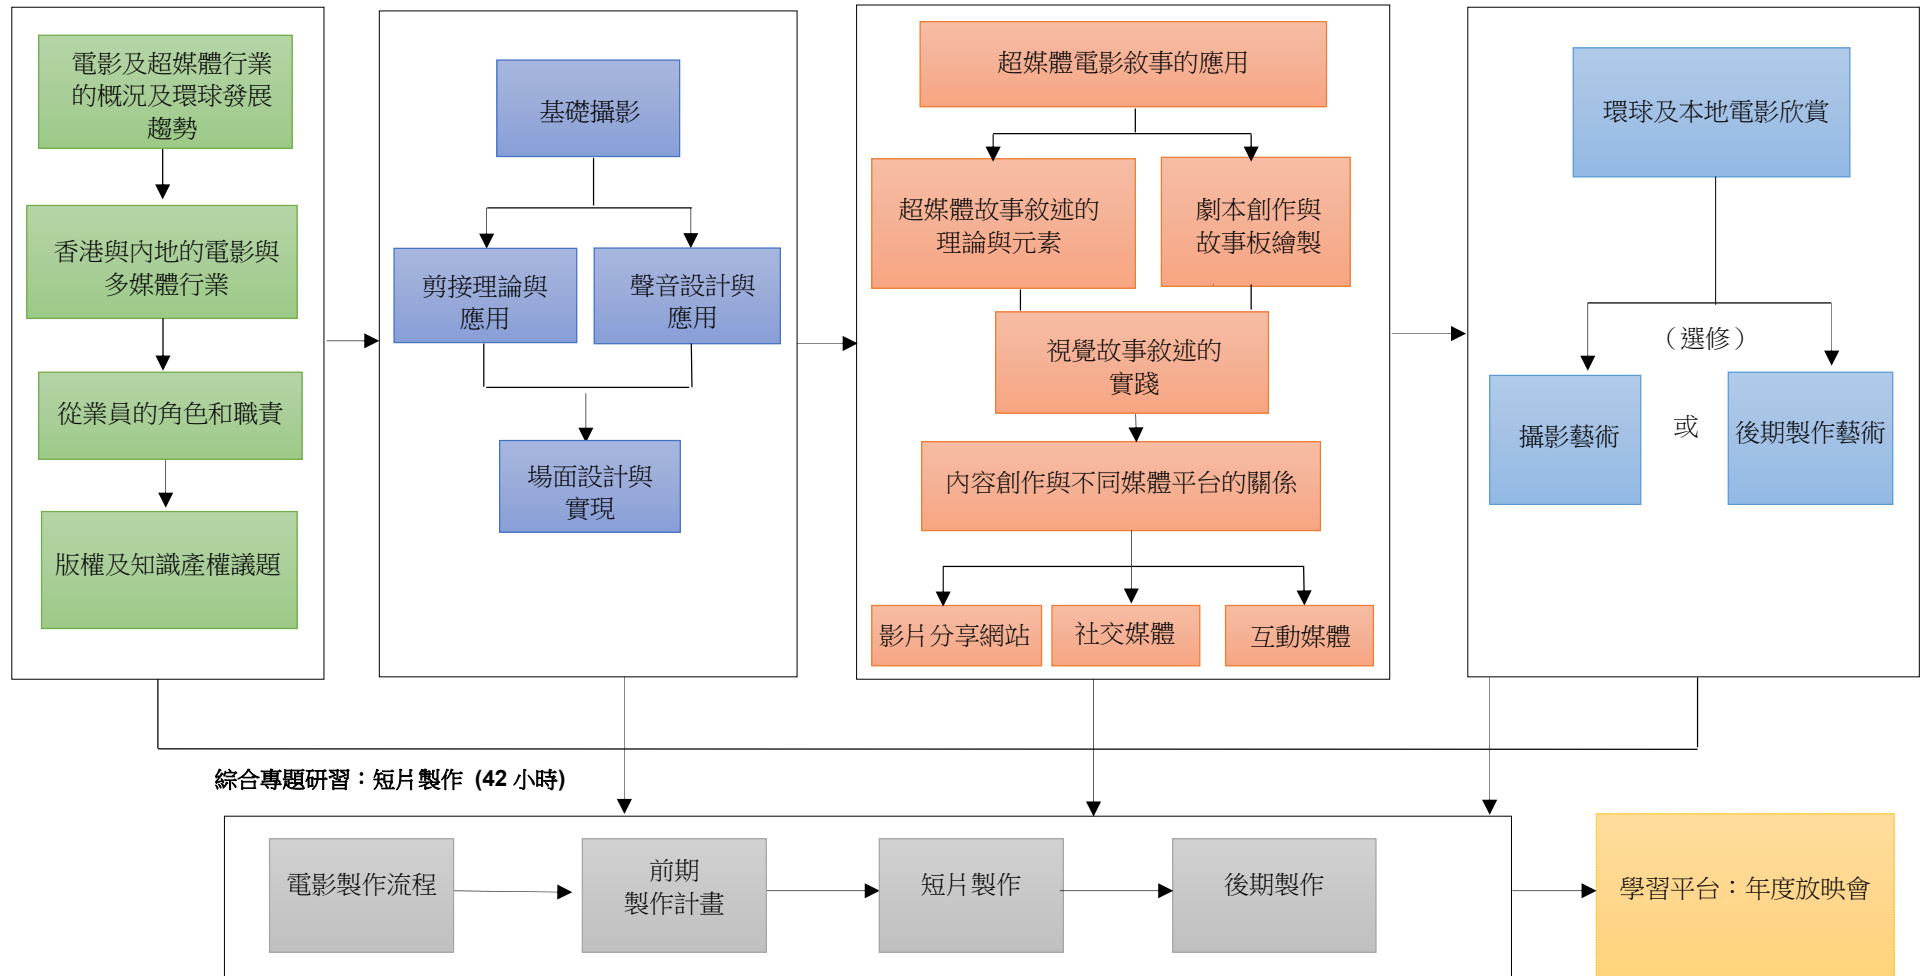 電影及超媒體行業
的概況及環球發展
趨勢
香港與內地的電影與
多媒體行業
從業員的角色和職責
版權及知識產權議題
基礎攝影
剪接理論與
應用
聲音設計與
應用
場面設計與
實現
超媒體電影敘事的應用
超媒體故事敘述的
理論與元素
劇本創作與
故事板繪製
視覺故事敘述的
實踐
內容創作與不同媒體平台的關係
影片分享網站
社交媒體
互動媒體
環球及本地電影欣賞
（選修）
攝影藝術
或
後期製作藝術
綜合專題研習：短片製作 (42 小時)
電影製作流程
前期
製作計畫
短片製作
後期製作
學習平台：年度放映會